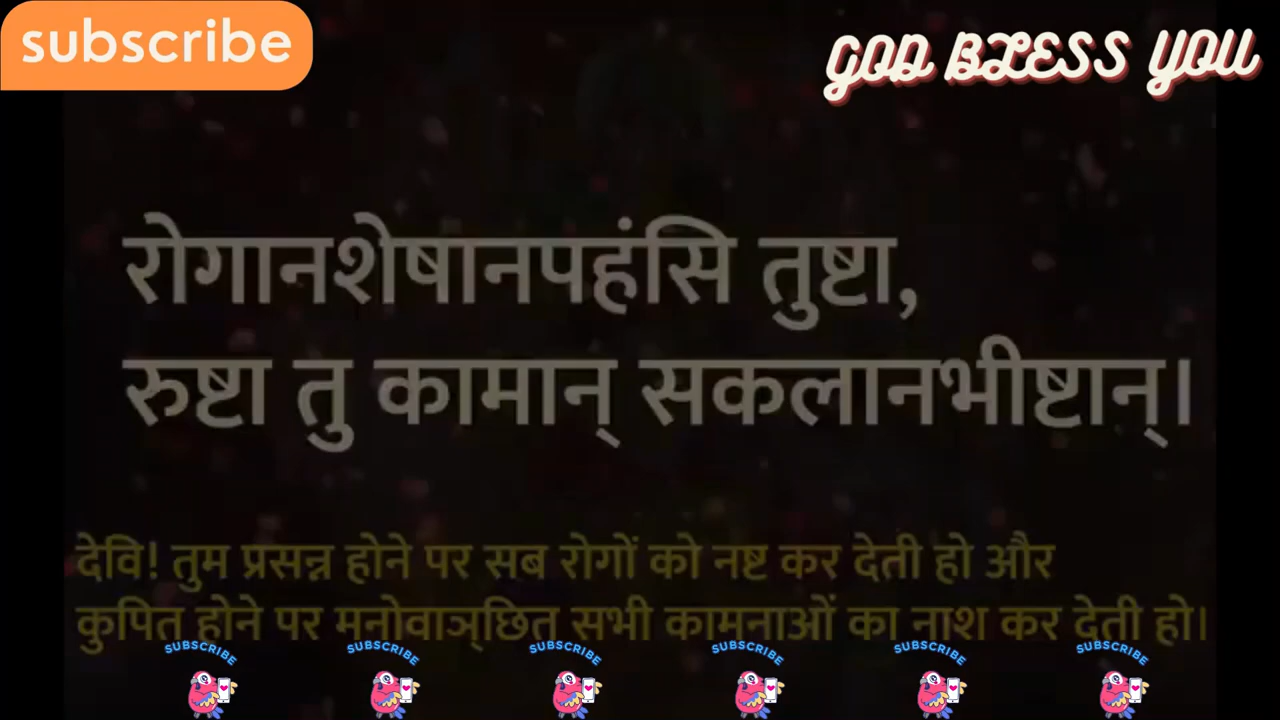 subscribe
GOD BLESS YOU
रोगानशेषानपहंसि तुष्टा,
रुष्टा तु कामान् सकलानभीष्टान्।
देवि! तुम प्रसन्न होने पर सब रोगों को नष्ट कर देती हो और
कुपित होने पर मनोवाञ्छित सभी कामनाओं का नाश कर देती हो।
SUBSCRIBE SUBSCRIBE SUBSCRIBE SUBSCRIBE SUBSCRIBE SUBSCRIBE